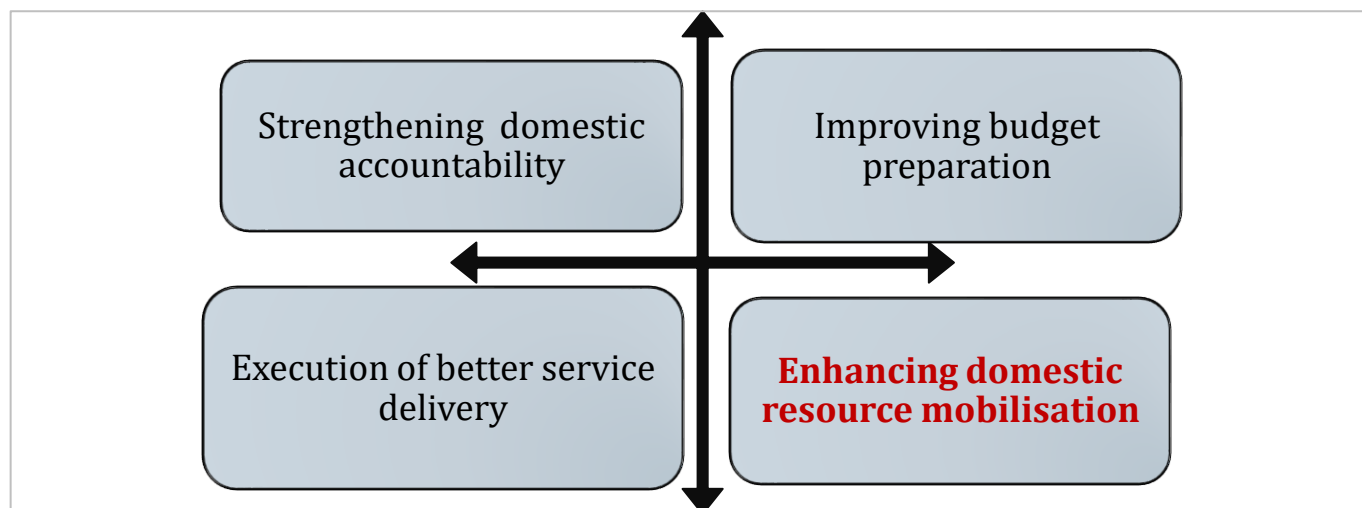 Strengthening domestic
accountability
Improving budget
preparation
Execution of better service
delivery
Enhancing domestic
resource mobilisation